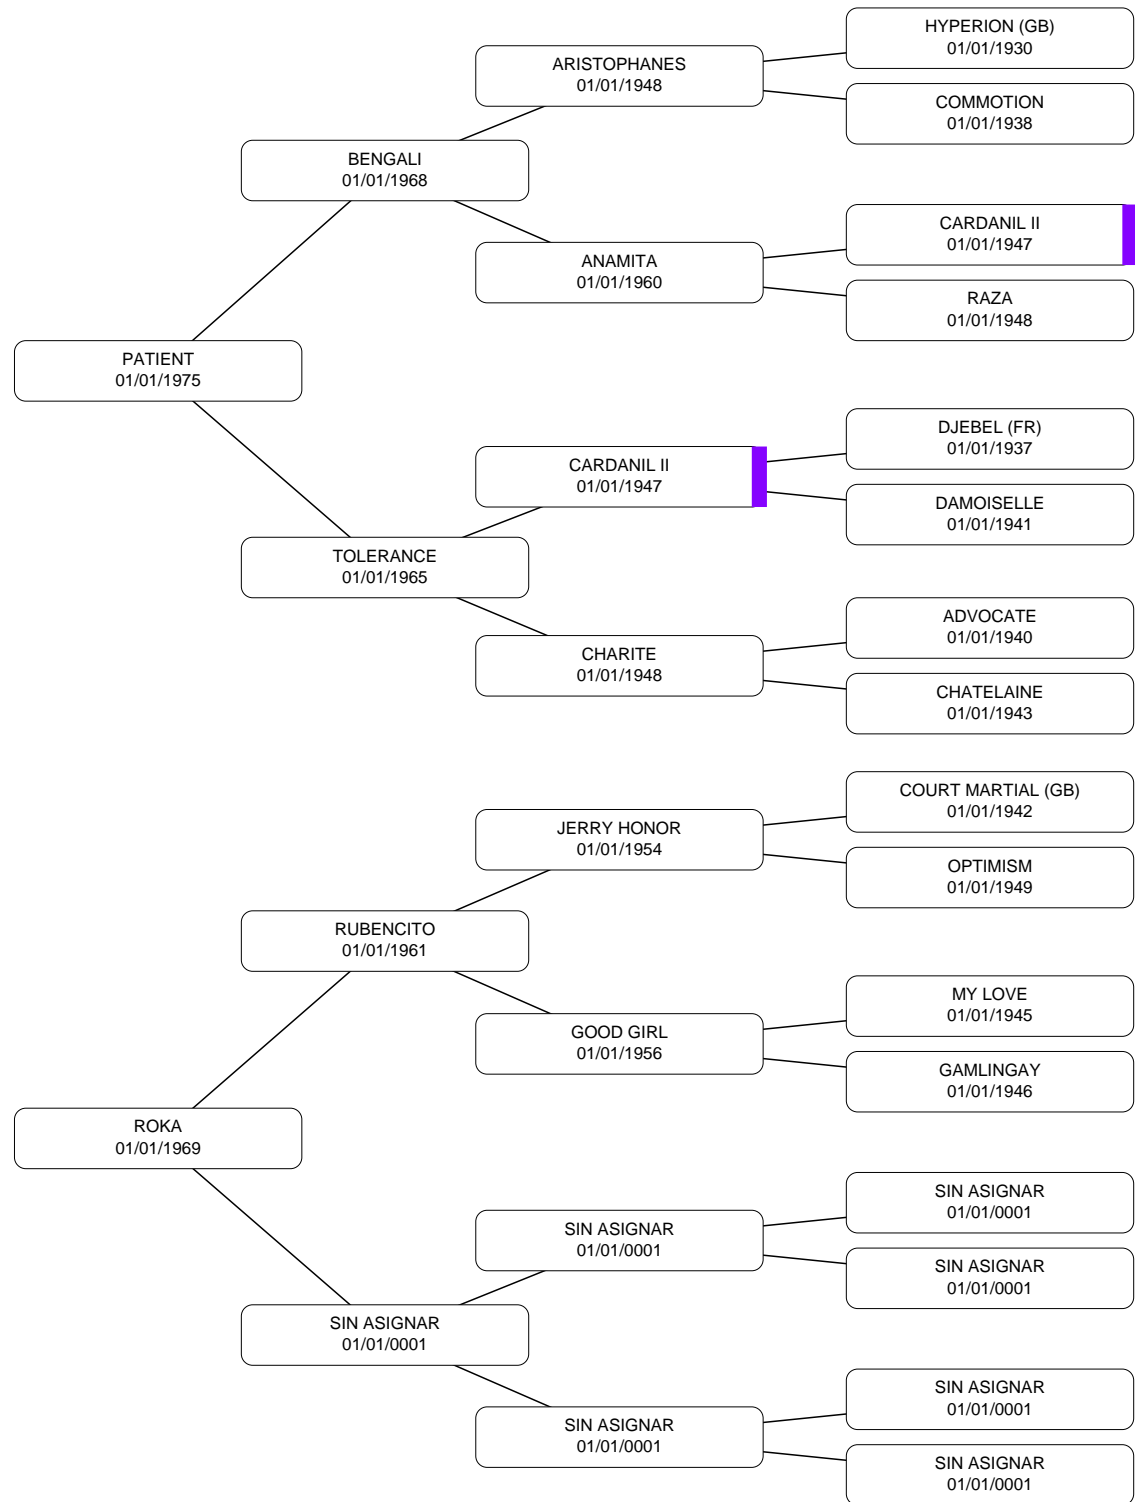 HYPERION (GB)
01/01/1930
ARISTOPHANES
01/01/1948
COMMOTION
01/01/1938
BENGALI
01/01/1968
CARDANIL II
01/01/1947
ANAMITA
01/01/1960
RAZA
01/01/1948
PATIENT
01/01/1975
DJEBEL (FR)
01/01/1937
CARDANIL II
01/01/1947
DAMOISELLE
01/01/1941
TOLERANCE
01/01/1965
ADVOCATE
01/01/1940
CHARITE
01/01/1948
CHATELAINE
01/01/1943
COURT MARTIAL (GB)
01/01/1942
JERRY HONOR
01/01/1954
OPTIMISM
01/01/1949
RUBENCITO
01/01/1961
MY LOVE
01/01/1945
GOOD GIRL
01/01/1956
GAMLINGAY
01/01/1946
ROKA
01/01/1969
SIN ASIGNAR
01/01/0001
SIN ASIGNAR
01/01/0001
SIN ASIGNAR
01/01/0001
SIN ASIGNAR
01/01/0001
SIN ASIGNAR
01/01/0001
SIN ASIGNAR
01/01/0001
SIN ASIGNAR
01/01/0001